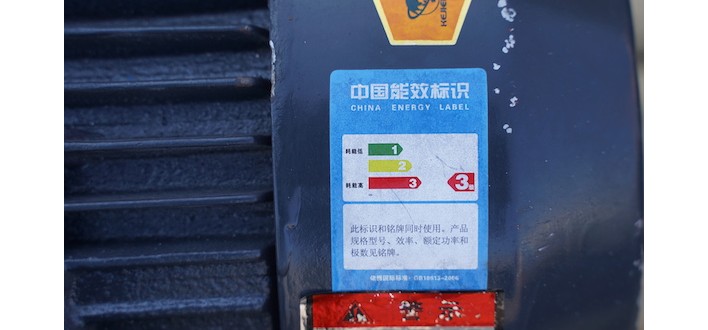 KEJIE
中国能效标识
CHINA ENERGY LABEL
耗能低
1
2
耗能高
3
3级
此标识和铭牌同时使用。产品
规格型号、效率、额定功率和
极数见铭牌。